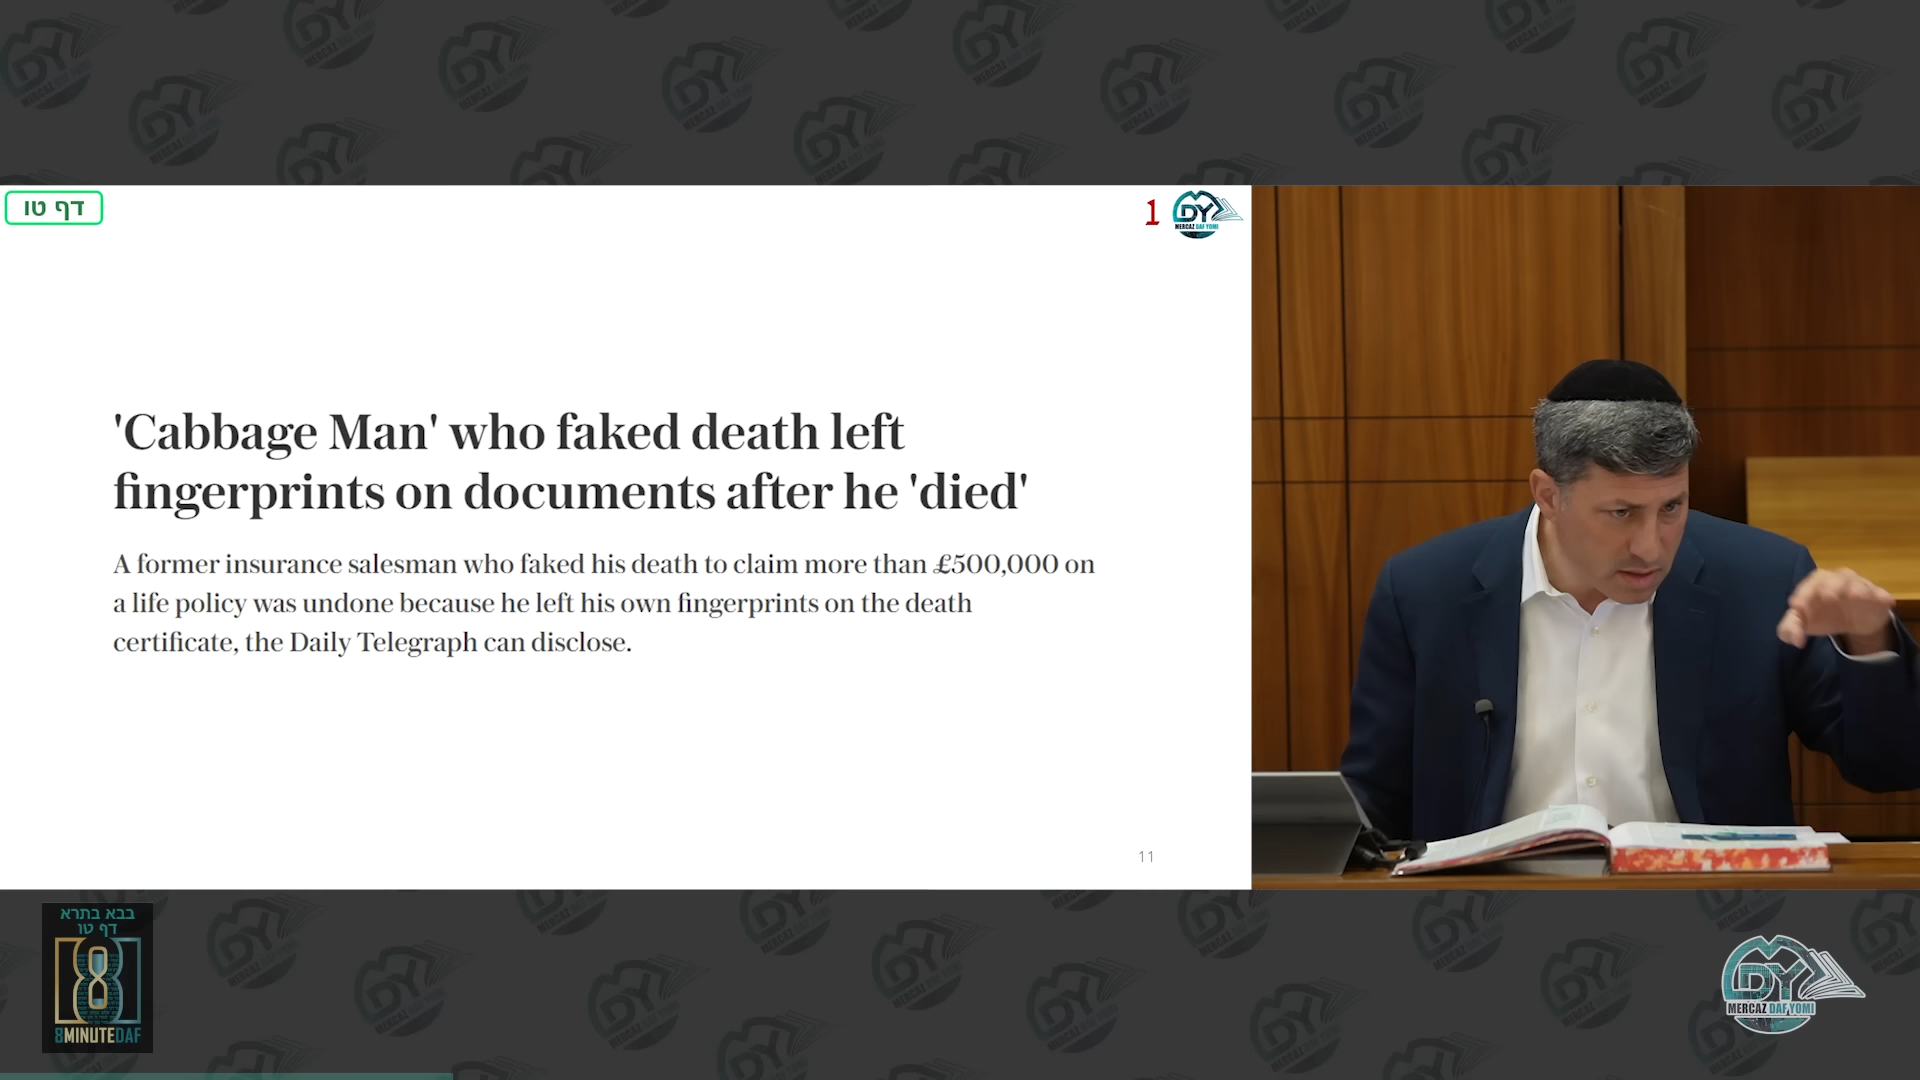 דף טו
1
DY
MERCAZ DAF YOMI
'Cabbage Man' who faked death left
fingerprints on documents after he 'died'
A former insurance salesman who faked his death to claim more than £500,000 on
a life policy was undone because he left his own fingerprints on the death
certificate, the Daily Telegraph can disclose.
11
בבא בתרא
דף טו
8
8MINUTEDAF
DY
MERCAZ DAF YOMI